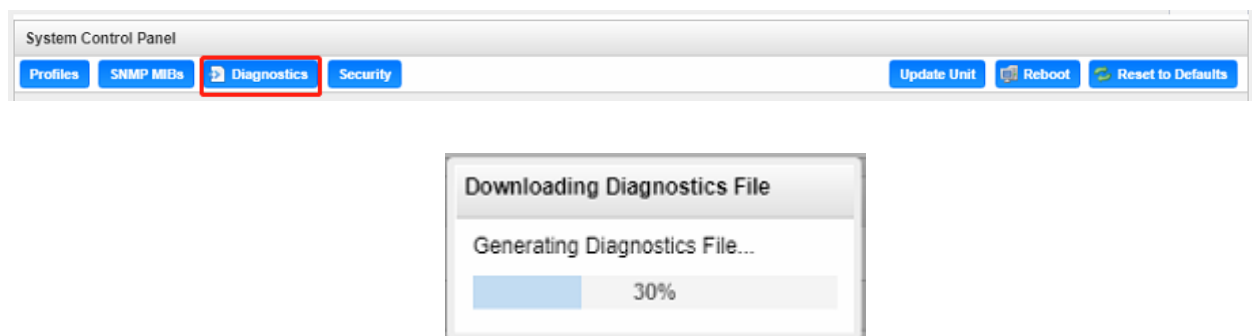 System Control Panel
Profiles SNMP MIBs Diagnostics Security Update Unit Reboot Reset to Defaults
Downloading Diagnostics File
Generating Diagnostics File...
30%